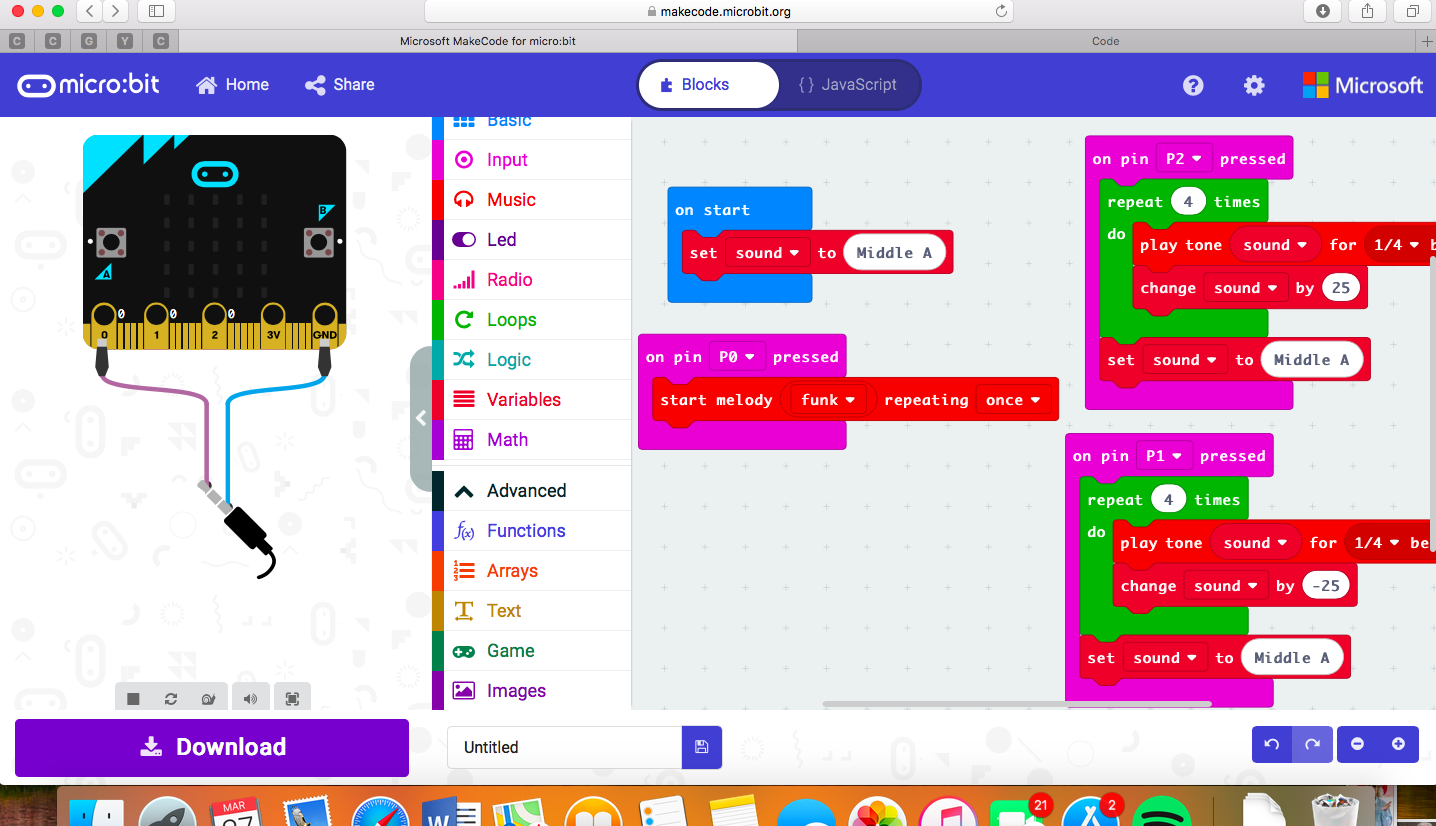 makecode.microbit.org
C C G Y C Microsoft MakeCode for micro:bit Code
micro:bit Home Share Blocks { } JavaScript ? Microsoft
Basic
Input
Music
Led
Radio
Loops
Logic
Variables
Math
Advanced
f(x) Functions
Arrays
Text
Game
Images
B
A
0 0 0
0 1 2 3V GND
on start
set sound to Middle A
on pin P0 pressed
start melody funk repeating once
on pin P2 pressed
repeat 4 times
do
play tone sound for 1/4 b
change sound by 25
set sound to Middle A
on pin P1 pressed
repeat 4 times
do
play tone sound for 1/4 be
change sound by -25
set sound to Middle A
Download
Untitled
MAR
W
21
2